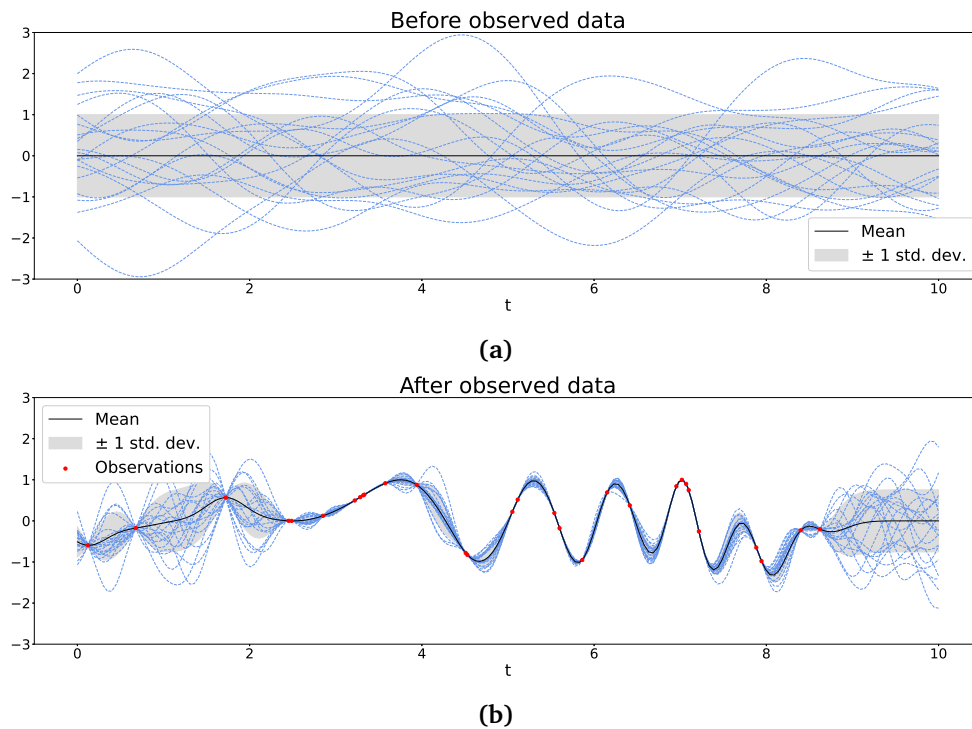 Before observed data
3
2
1
0
−1
−2
−3
Mean
± 1 std. dev.
0 2 4 6 8 10
t
(a)
After observed data
3
2
1
0
−1
−2
−3
Mean
± 1 std. dev.
Observations
0 2 4 6 8 10
t
(b)